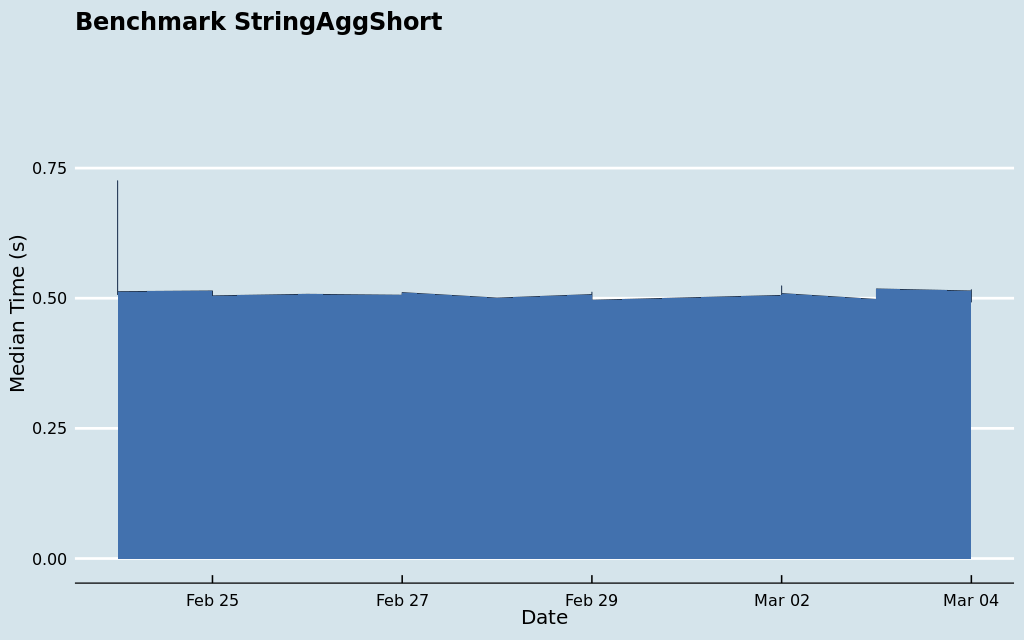 Benchmark StringAggShort
0.75
0.50
0.25
0.00
Median Time (s)
Feb 25
Feb 27
Feb 29
Mar 02
Mar 04
Date